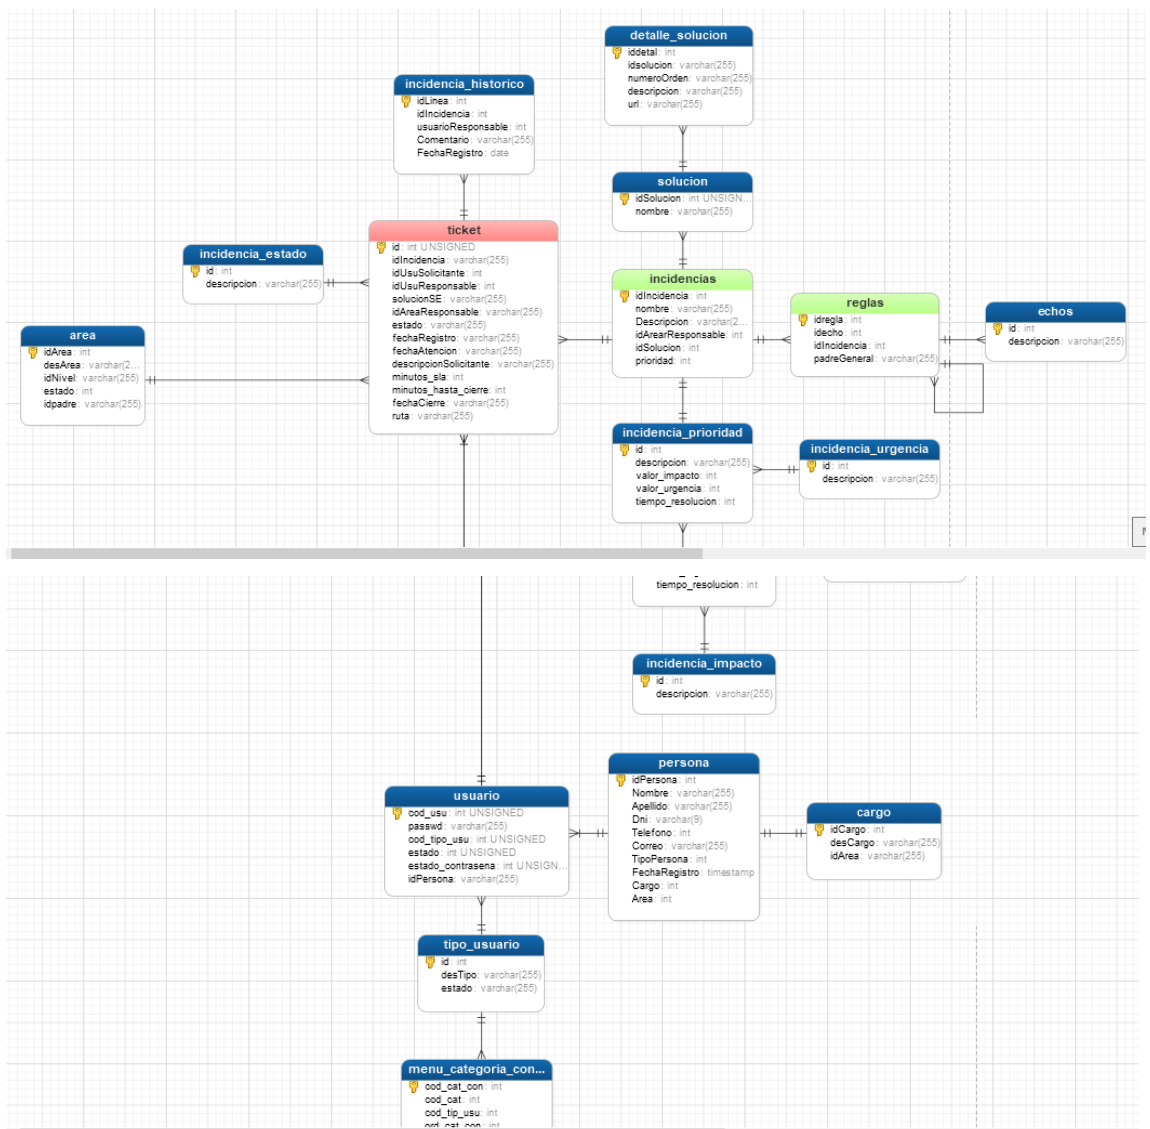 detalle_solucion
iddetal: int
idsolucion: varchar(255)
numeroOrden: varchar(255)
descripcion: varchar(255)
url: varchar(255)
incidencia_historico
idLinea: int
idIncidencia: int
usuarioResponsable: int
Comentario: varchar(255)
FechaRegistro: date
solucion
idSolucion: int UNSIGN...
nombre: varchar(255)
ticket
id: int UNSIGNED
idIncidencia: varchar(255)
idUsuSolicitante: int
idUsuResponsable: int
solucionSE: varchar(255)
idAreaResponsable: varchar(255)
estado: varchar(255)
fechaRegistro: varchar(255)
fechaAtencion: varchar(255)
descripcionSolicitante: varchar(255)
minutos_sla: int
minutos_hasta_cierre: int
fechaCierre: varchar(255)
ruta: varchar(255)
incidencia_estado
id: int
descripcion: varchar(255)
incidencias
idIncidencia: int
nombre: varchar(255)
Descripcion: varchar(2...
idArearResponsable: int
idSolucion: int
prioridad: int
reglas
idregla: int
idecho: int
idIncidencia: int
padreGeneral: varchar(255)
echos
id: int
descripcion: varchar(255)
área
idArea: int
desArea: varchar(2...
idNivel: varchar(255)
estado: int
idpadre: varchar(255)
incidencia_prioridad
id: int
descripcion: varchar(255)
valor_impacto: int
valor_urgencia: int
tiempo_resolucion: int
incidencia_urgencia
id: int
descripcion: varchar(255)
tiempo_resolucion: int
incidencia_impacto
id: int
descripcion: varchar(255)
persona
idPersona: int
Nombre: varchar(255)
Apellido: varchar(255)
Dni: varchar(9)
Telefono: int
Correo: varchar(255)
TipoPersona: int
FechaRegistro: timestamp
Cargo: int
Area: int
usuario
cod_usu: int UNSIGNED
passwd: varchar(255)
cod_tipo_usu: int UNSIGNED
estado: int UNSIGNED
estado_contrasena: int UNSIGN...
idPersona: varchar(255)
cargo
idCargo: int
desCargo: varchar(255)
idArea: varchar(255)
tipo_usuario
id: int
desTipo: varchar(255)
estado: varchar(255)
menu_categoria_con...
cod_cat_con: int
cod_cat: int
cod_tip_usu: int
ord_cat_con: int